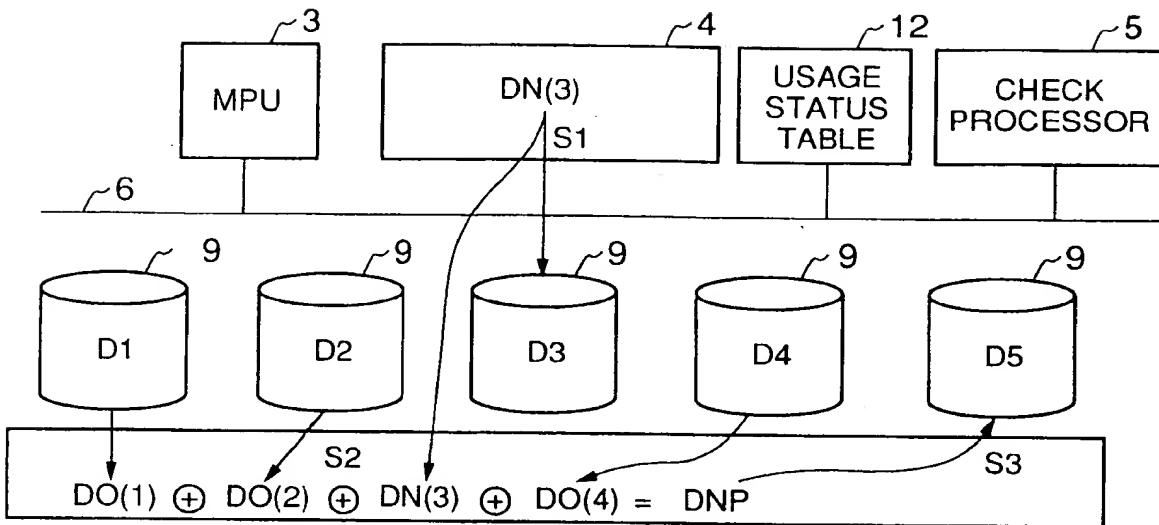 3
4
12
5
MPU
DN(3)
S1
USAGE
STATUS
TABLE
CHECK
PROCESSOR
6
9
9
9
9
9
D1
D2
D3
D4
D5
S2
S3
DO(1) ⊕ DO(2) ⊕ DN(3) ⊕ DO(4) = DNP